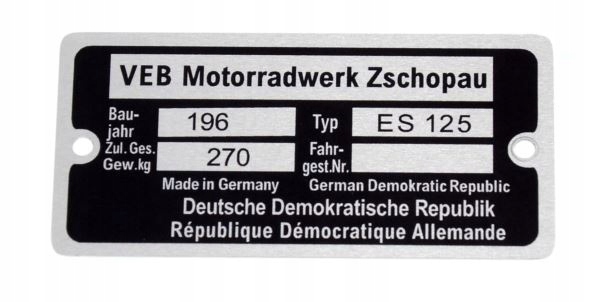 VEB Motorradwerk Zschopau
Bau-
jahr 196 Typ ES 125
Zul. Ges.
Gew.kg 270 Fahr-
gest.Nr.
Made in Germany German Demokratic Republic
Deutsche Demokratische Republik
République Démocratique Allemande